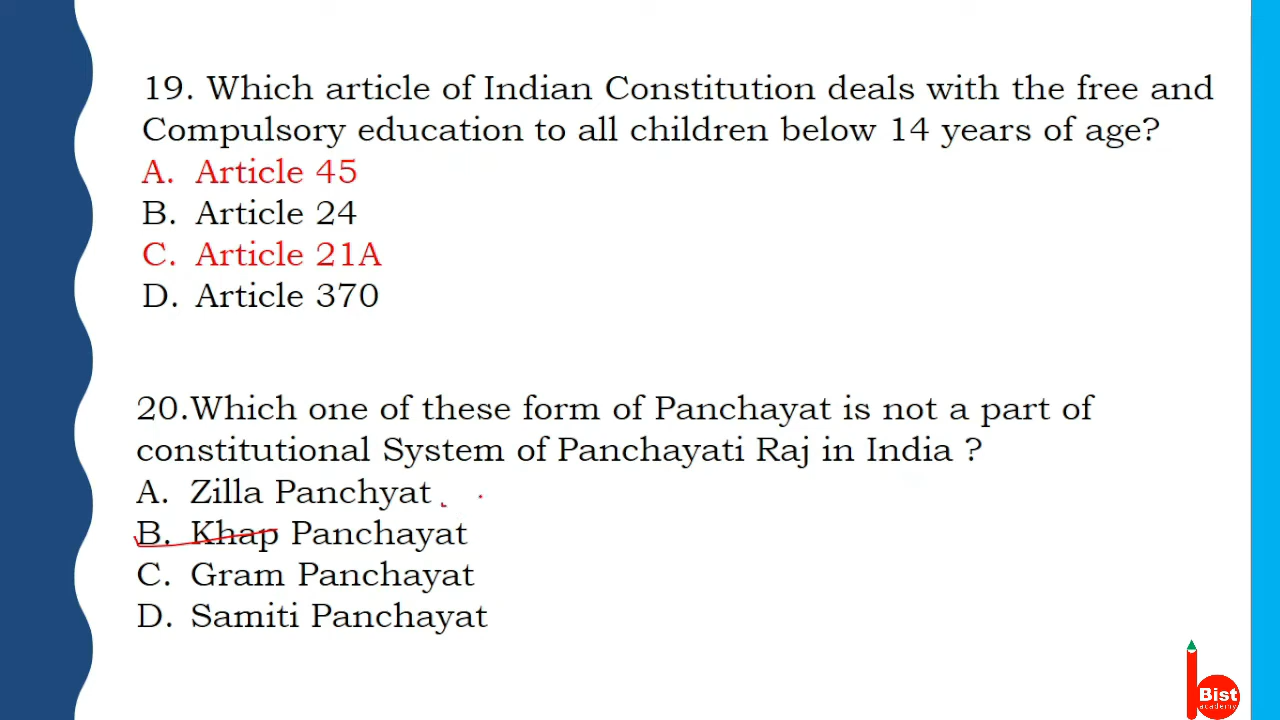 19. Which article of Indian Constitution deals with the free and
Compulsory education to all children below 14 years of age?
A. Article 45
B. Article 24
C. Article 21A
D. Article 370
20.Which one of these form of Panchayat is not a part of
constitutional System of Panchayati Raj in India ?
A. Zilla Panchyat
B. Khap Panchayat
C. Gram Panchayat
D. Samiti Panchayat
Bist
academy